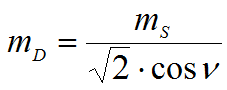 m_D = m_S / (√2 · cos ν)